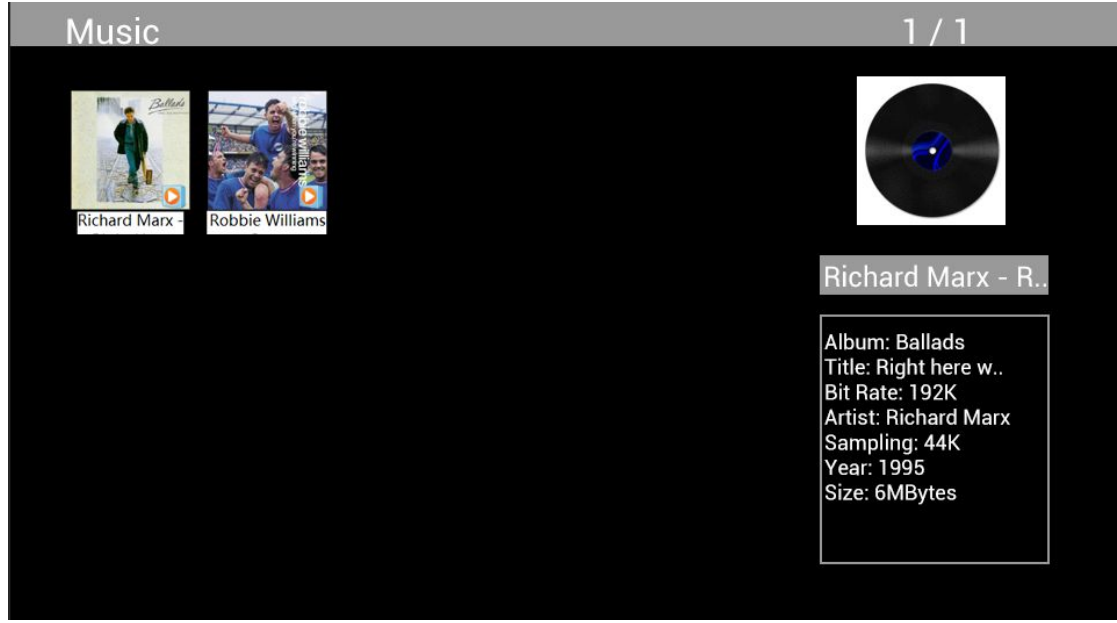 Music
1 / 1
Ballads
robbie williams
Richard Marx -
Robbie Williams
Richard Marx - R..
Album: Ballads
Title: Right here w..
Bit Rate: 192K
Artist: Richard Marx
Sampling: 44K
Year: 1995
Size: 6MBytes